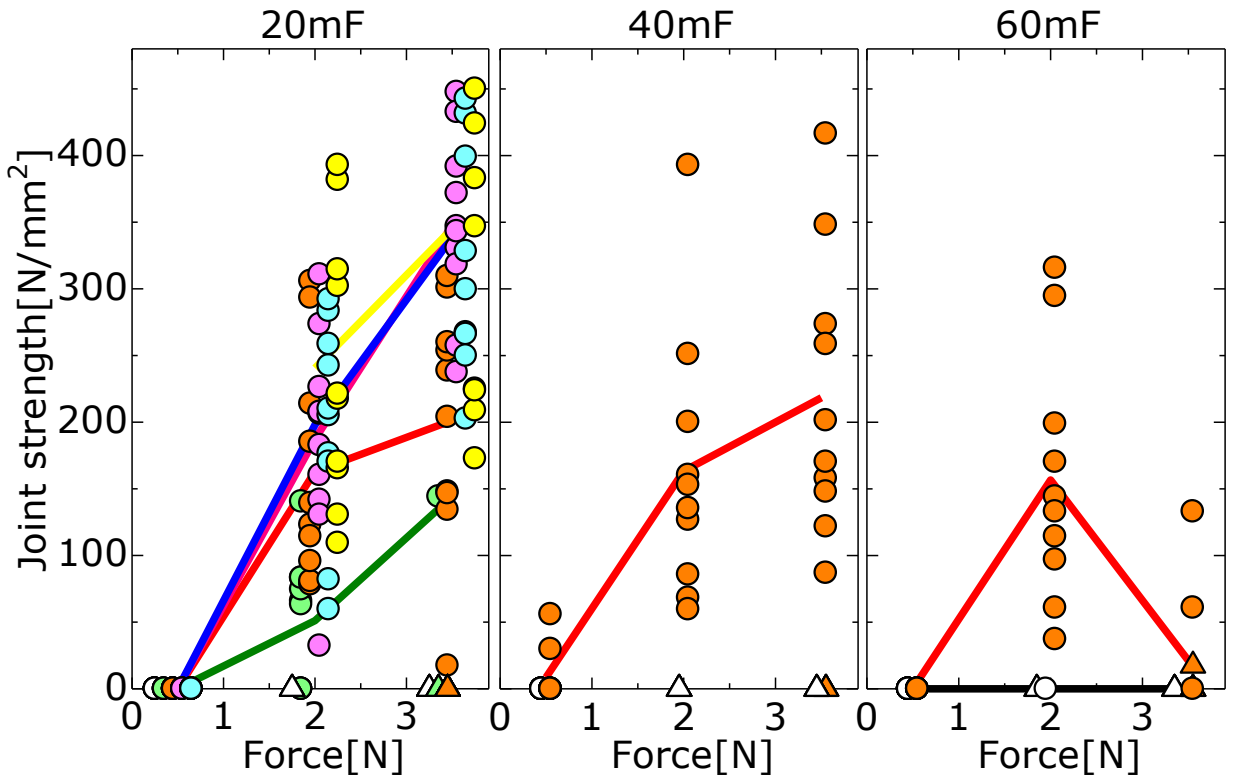 20mF 40mF 60mF
Joint strength[N/mm²]
400
300
200
100
0
0 1 2 3 0 1 2 3 0 1 2 3
Force[N] Force[N] Force[N]